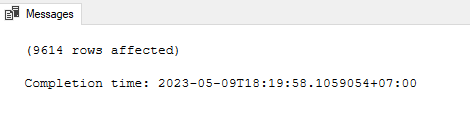 Messages
(9614 rows affected)
Completion time: 2023-05-09T18:19:58.1059054+07:00